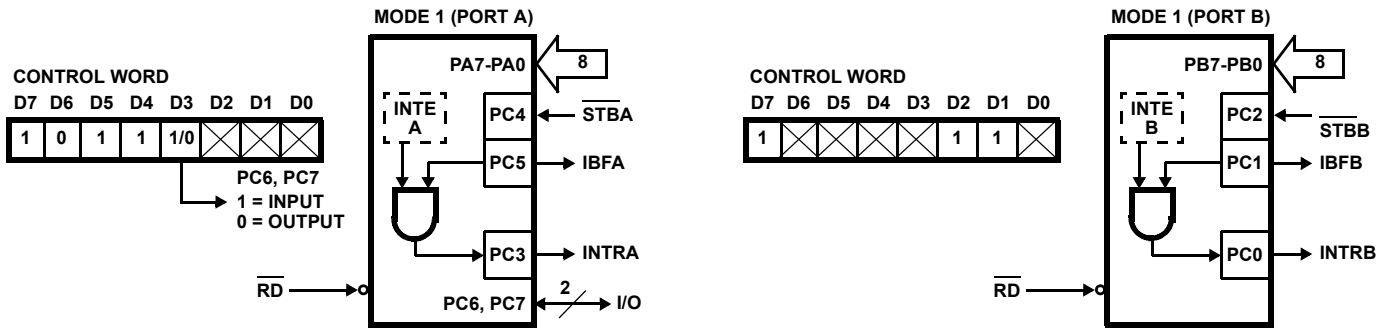 MODE 1 (PORT A)
CONTROL WORD
D7 D6 D5 D4 D3 D2 D1 D0
1 0 1 1 1/0
PC6, PC7
1 = INPUT
0 = OUTPUT
RD
PA7-PA0
8
INTE
A
PC4
STBA
PC5
IBFA
PC3
INTRA
PC6, PC7
2
I/O
MODE 1 (PORT B)
D7 D6 D5 D4 D3 D2 D1 D0
1 1 1
RD
PB7-PB0
8
INTE
B
PC2
STBB
PC1
IBFB
PC0
INTRB